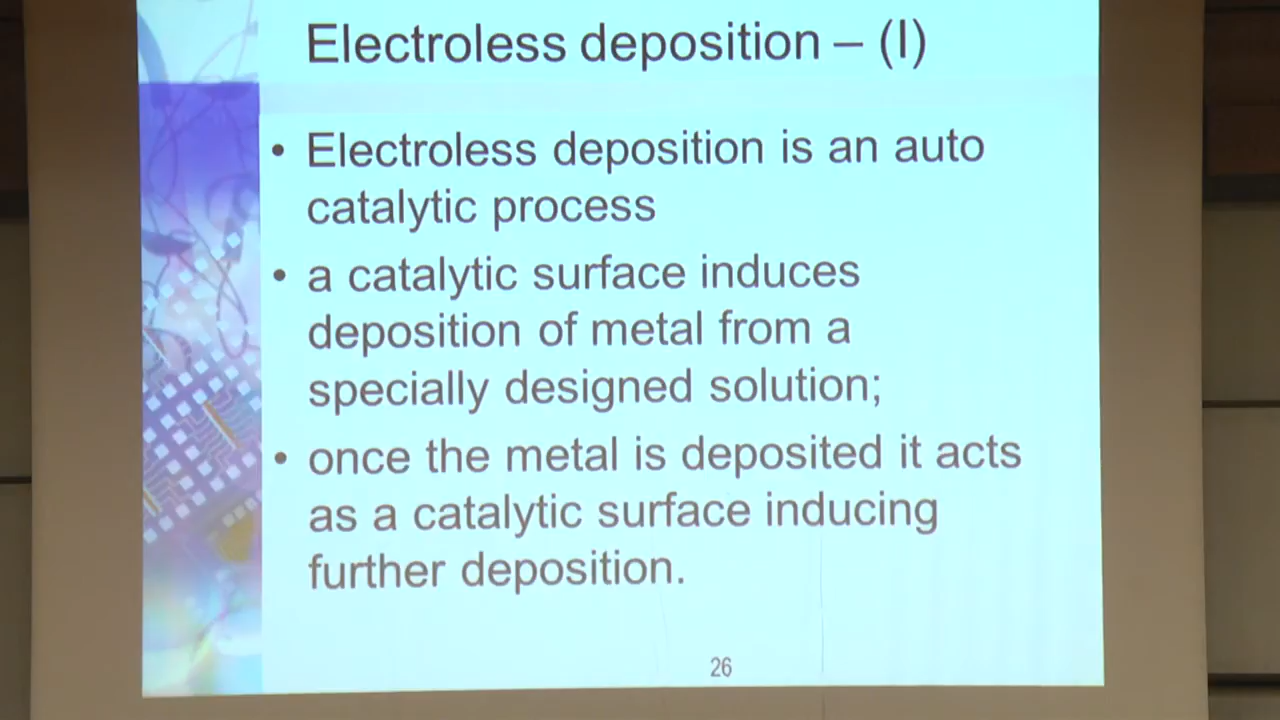 Electroless deposition – (I)
• Electroless deposition is an auto
catalytic process
• a catalytic surface induces
deposition of metal from a
specially designed solution;
• once the metal is deposited it acts
as a catalytic surface inducing
further deposition.
26